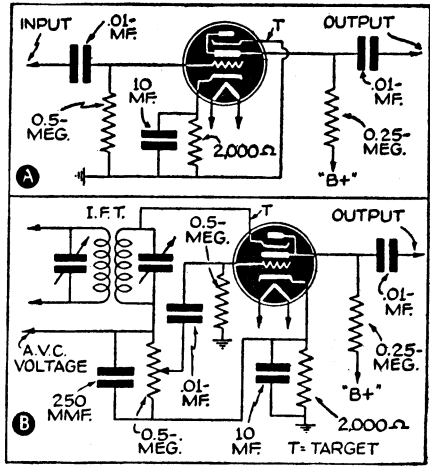 INPUT
.01-
MF.
T
OUTPUT
0.5-
MEG.
10
MF.
2,000Ω
.01-
MF.
0.25-
MEG.
"B+"
A
I.F.T.
0.5-
MEG.
T
OUTPUT
A.V.C.
VOLTAGE
250
MMF.
0.5-
MEG.
.01-
MF.
10
MF.
.01-
MF.
0.25-
MEG.
"B+"
2,000Ω
T=TARGET
B